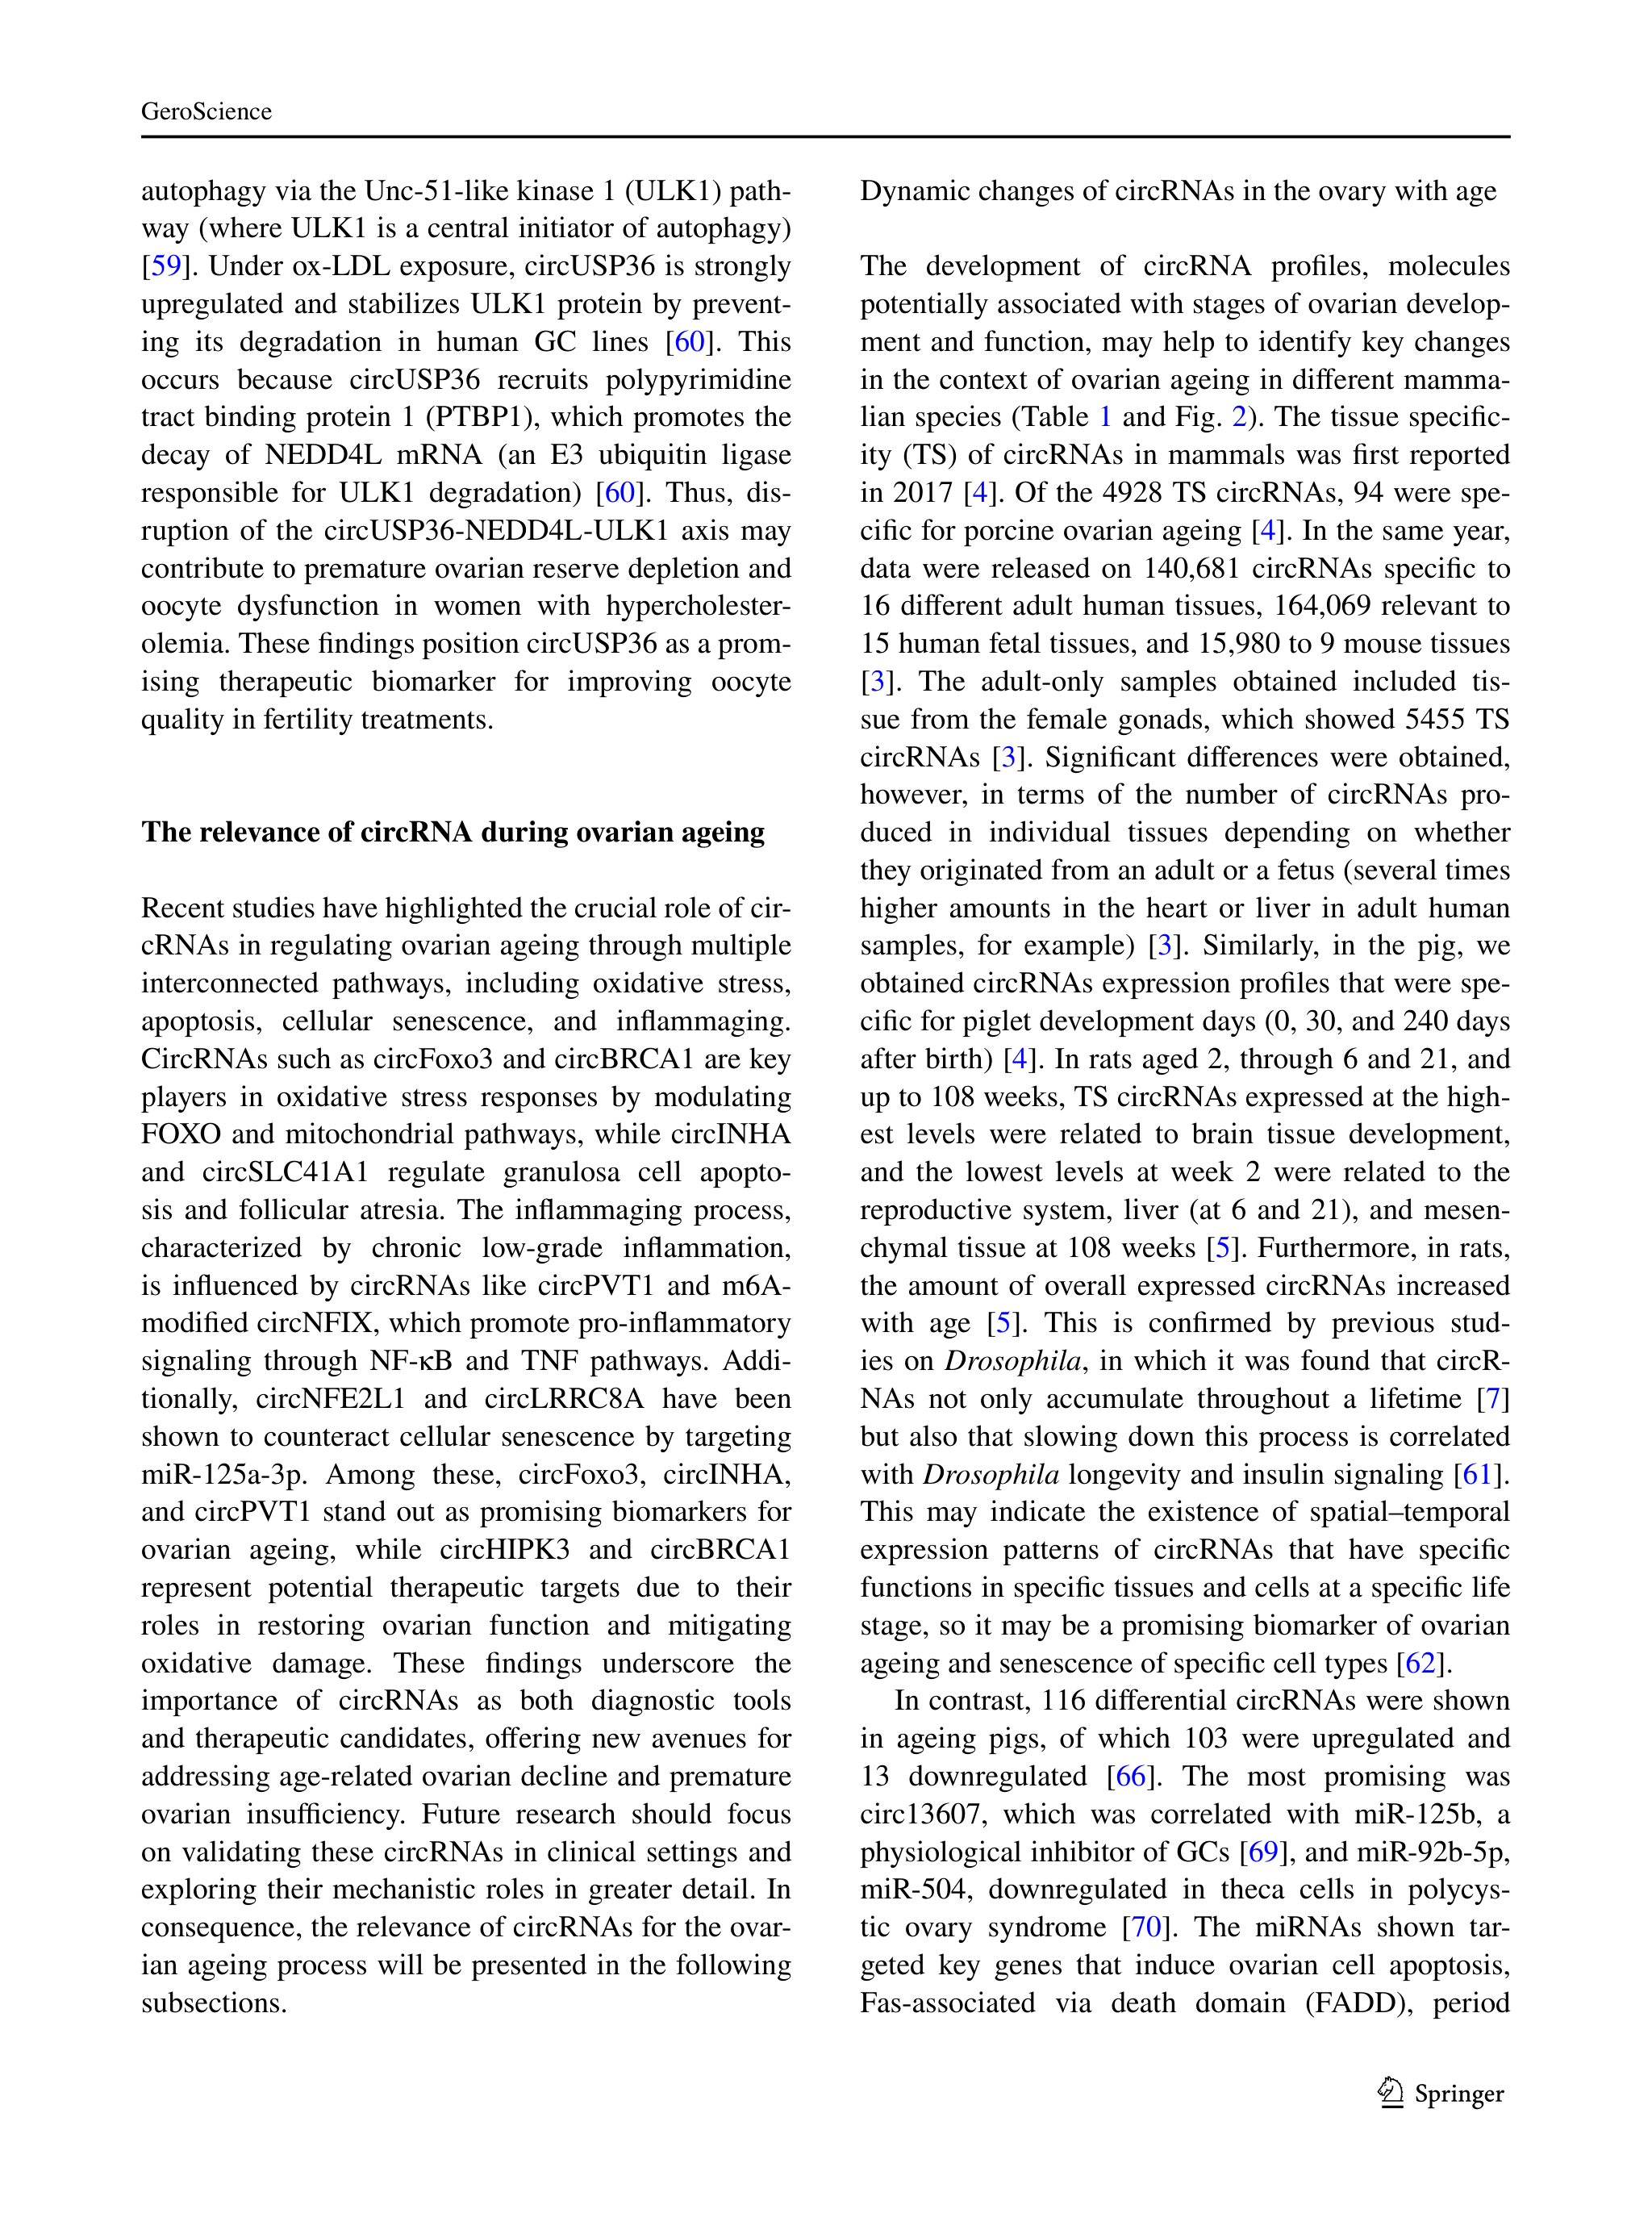 GeroScience
autophagy via the Unc-51-like kinase 1 (ULK1) path-
way (where ULK1 is a central initiator of autophagy)
[59]. Under ox-LDL exposure, circUSP36 is strongly
upregulated and stabilizes ULK1 protein by prevent-
ing its degradation in human GC lines [60]. This
occurs because circUSP36 recruits polypyrimidine
tract binding protein 1 (PTBP1), which promotes the
decay of NEDD4L mRNA (an E3 ubiquitin ligase
responsible for ULK1 degradation) [60]. Thus, dis-
ruption of the circUSP36-NEDD4L-ULK1 axis may
contribute to premature ovarian reserve depletion and
oocyte dysfunction in women with hypercholester-
olemia. These findings position circUSP36 as a prom-
ising therapeutic biomarker for improving oocyte
quality in fertility treatments.
The relevance of circRNA during ovarian ageing
Recent studies have highlighted the crucial role of cir-
cRNAs in regulating ovarian ageing through multiple
interconnected pathways, including oxidative stress,
apoptosis, cellular senescence, and inflammaging.
CircRNAs such as circFoxo3 and circBRCA1 are key
players in oxidative stress responses by modulating
FOXO and mitochondrial pathways, while circINHA
and circSLC41A1 regulate granulosa cell apopto-
sis and follicular atresia. The inflammaging process,
characterized by chronic low-grade inflammation,
is influenced by circRNAs like circPVT1 and m6A-
modified circNFIX, which promote pro-inflammatory
signaling through NF-κB and TNF pathways. Addi-
tionally, circNFE2L1 and circLRRC8A have been
shown to counteract cellular senescence by targeting
miR-125a-3p. Among these, circFoxo3, circINHA,
and circPVT1 stand out as promising biomarkers for
ovarian ageing, while circHIPK3 and circBRCA1
represent potential therapeutic targets due to their
roles in restoring ovarian function and mitigating
oxidative damage. These findings underscore the
importance of circRNAs as both diagnostic tools
and therapeutic candidates, offering new avenues for
addressing age-related ovarian decline and premature
ovarian insufficiency. Future research should focus
on validating these circRNAs in clinical settings and
exploring their mechanistic roles in greater detail. In
consequence, the relevance of circRNAs for the ovar-
ian ageing process will be presented in the following
subsections.
Dynamic changes of circRNAs in the ovary with age
The development of circRNA profiles, molecules
potentially associated with stages of ovarian develop-
ment and function, may help to identify key changes
in the context of ovarian ageing in different mamma-
lian species (Table 1 and Fig. 2). The tissue specific-
ity (TS) of circRNAs in mammals was first reported
in 2017 [4]. Of the 4928 TS circRNAs, 94 were spe-
cific for porcine ovarian ageing [4]. In the same year,
data were released on 140,681 circRNAs specific to
16 different adult human tissues, 164,069 relevant to
15 human fetal tissues, and 15,980 to 9 mouse tissues
[3]. The adult-only samples obtained included tis-
sue from the female gonads, which showed 5455 TS
circRNAs [3]. Significant differences were obtained,
however, in terms of the number of circRNAs pro-
duced in individual tissues depending on whether
they originated from an adult or a fetus (several times
higher amounts in the heart or liver in adult human
samples, for example) [3]. Similarly, in the pig, we
obtained circRNAs expression profiles that were spe-
cific for piglet development days (0, 30, and 240 days
after birth) [4]. In rats aged 2, through 6 and 21, and
up to 108 weeks, TS circRNAs expressed at the high-
est levels were related to brain tissue development,
and the lowest levels at week 2 were related to the
reproductive system, liver (at 6 and 21), and mesen-
chymal tissue at 108 weeks [5]. Furthermore, in rats,
the amount of overall expressed circRNAs increased
with age [5]. This is confirmed by previous stud-
ies on Drosophila, in which it was found that circR-
NAs not only accumulate throughout a lifetime [7]
but also that slowing down this process is correlated
with Drosophila longevity and insulin signaling [61].
This may indicate the existence of spatial–temporal
expression patterns of circRNAs that have specific
functions in specific tissues and cells at a specific life
stage, so it may be a promising biomarker of ovarian
ageing and senescence of specific cell types [62].
In contrast, 116 differential circRNAs were shown
in ageing pigs, of which 103 were upregulated and
13 downregulated [66]. The most promising was
circ13607, which was correlated with miR-125b, a
physiological inhibitor of GCs [69], and miR-92b-5p,
miR-504, downregulated in theca cells in polycys-
tic ovary syndrome [70]. The miRNAs shown tar-
geted key genes that induce ovarian cell apoptosis,
Fas-associated via death domain (FADD), period
Springer